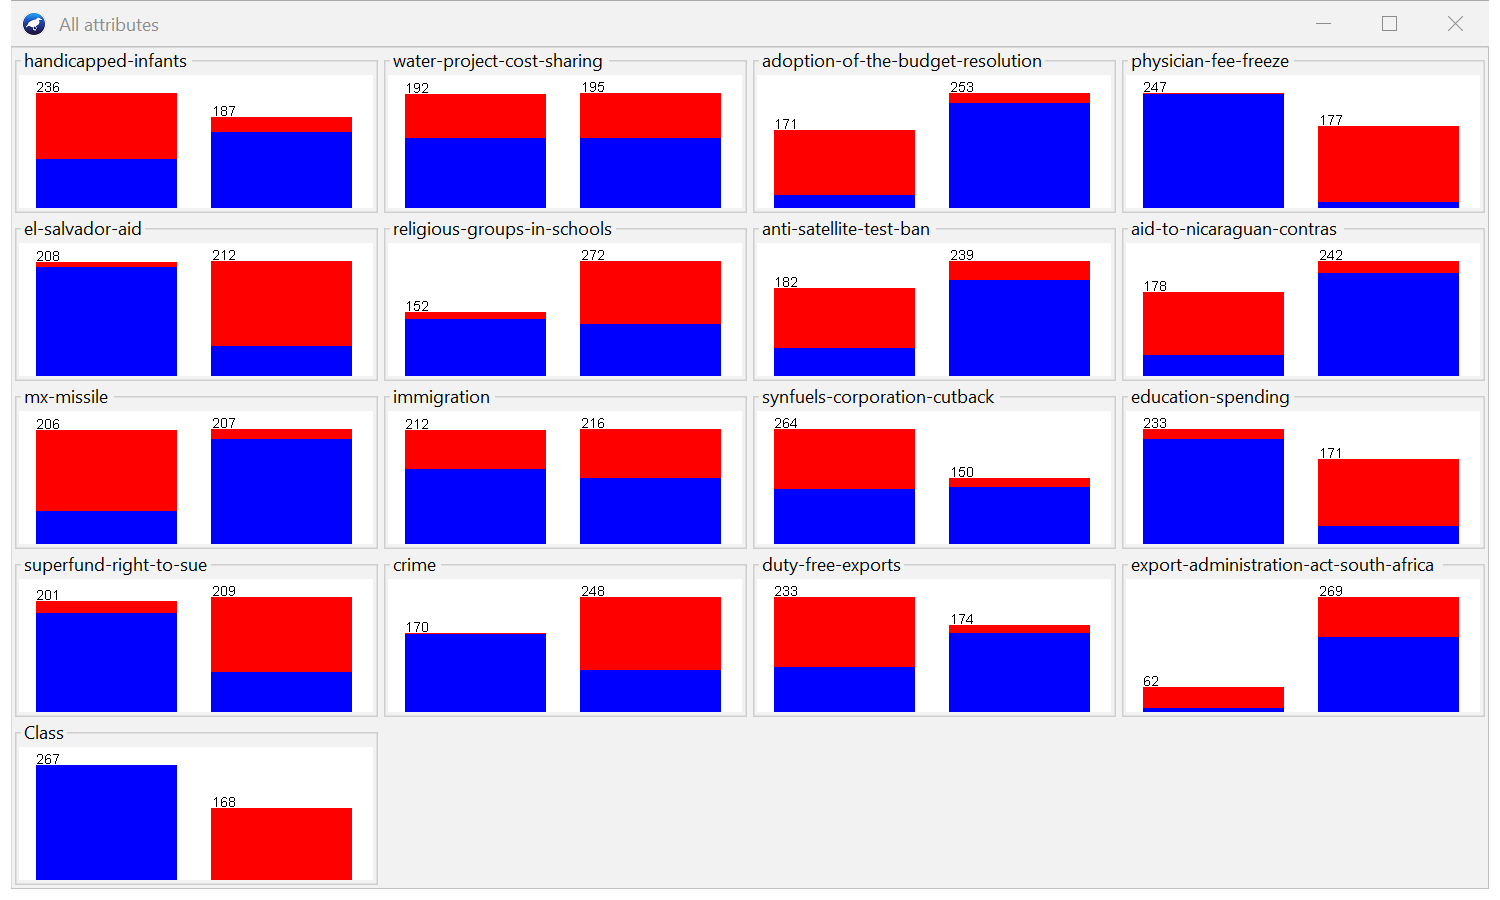 All attributes
handicapped-infants
236
187
water-project-cost-sharing
192
195
adoption-of-the-budget-resolution
171
253
physician-fee-freeze
247
177
el-salvador-aid
208
212
religious-groups-in-schools
152
272
anti-satellite-test-ban
182
239
aid-to-nicaraguan-contras
178
242
mx-missile
206
207
immigration
212
216
synfuels-corporation-cutback
264
150
education-spending
233
171
superfund-right-to-sue
201
209
crime
170
248
duty-free-exports
233
174
export-administration-act-south-africa
62
269
Class
267
168